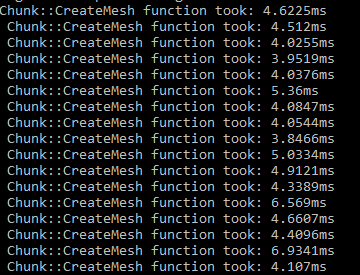 Chunk::CreateMesh function took: 4.6225ms
Chunk::CreateMesh function took: 4.512ms
Chunk::CreateMesh function took: 4.0255ms
Chunk::CreateMesh function took: 3.9519ms
Chunk::CreateMesh function took: 4.0376ms
Chunk::CreateMesh function took: 5.36ms
Chunk::CreateMesh function took: 4.0847ms
Chunk::CreateMesh function took: 4.0544ms
Chunk::CreateMesh function took: 3.8466ms
Chunk::CreateMesh function took: 5.0334ms
Chunk::CreateMesh function took: 4.9121ms
Chunk::CreateMesh function took: 4.3389ms
Chunk::CreateMesh function took: 6.569ms
Chunk::CreateMesh function took: 4.6607ms
Chunk::CreateMesh function took: 4.4096ms
Chunk::CreateMesh function took: 6.9341ms
Chunk::CreateMesh function took: 4.107ms